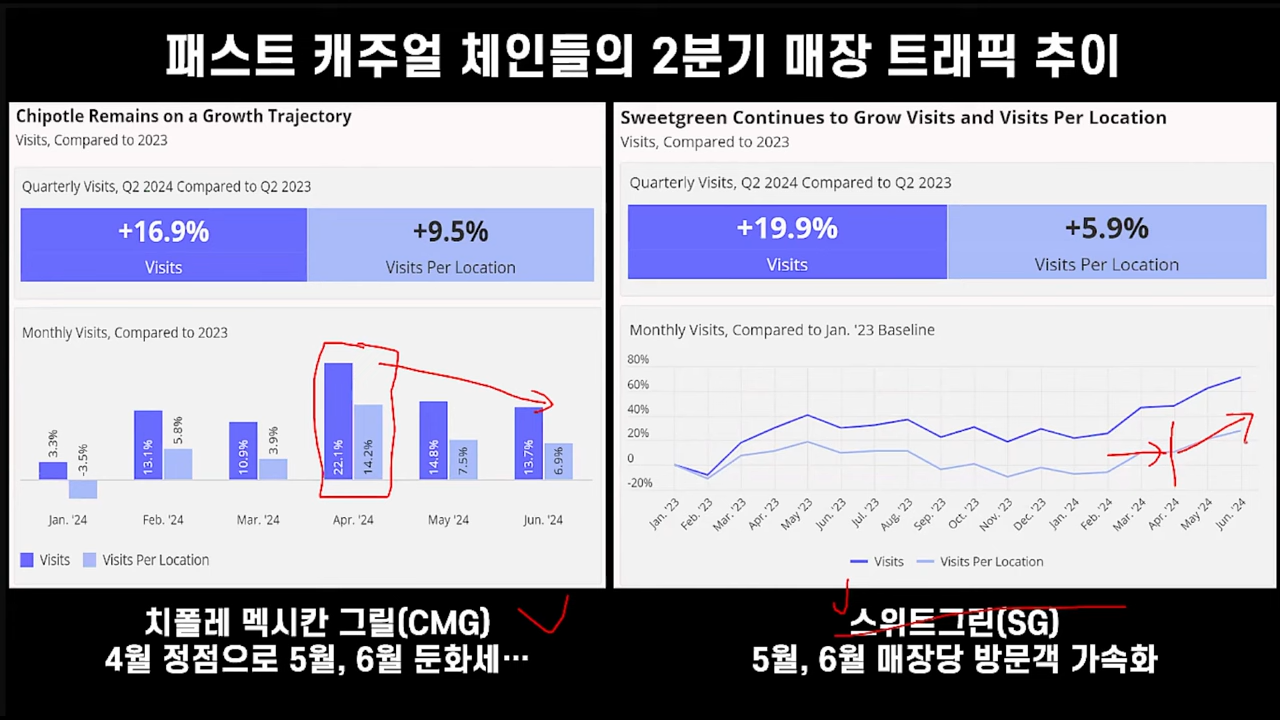 패스트 캐주얼 체인들의 2분기 매장 트래픽 추이
Chipotle Remains on a Growth Trajectory
Visits, Compared to 2023
Quarterly Visits, Q2 2024 Compared to Q2 2023
+16.9%
Visits
+9.5%
Visits Per Location
Monthly Visits, Compared to 2023
3.3%
-3.5%
13.1%
5.8%
10.9%
3.9%
22.1%
14.2%
14.8%
7.5%
13.7%
6.9%
Jan. '24
Feb. '24
Mar. '24
Apr. '24
May '24
Jun. '24
Visits
Visits Per Location
치폴레 멕시칸 그릴(CMG)
4월 정점으로 5월, 6월 둔화세…
Sweetgreen Continues to Grow Visits and Visits Per Location
Visits, Compared to 2023
Quarterly Visits, Q2 2024 Compared to Q2 2023
+19.9%
Visits
+5.9%
Visits Per Location
Monthly Visits, Compared to Jan. '23 Baseline
80%
60%
40%
20%
0
-20%
Jan. '23
Feb. '23
Mar. '23
Apr. '23
May '23
Jun. '23
Jul. '23
Aug. '23
Sep. '23
Oct. '23
Nov. '23
Dec. '23
Jan. '24
Feb. '24
Mar. '24
Apr. '24
May '24
Jun. '24
Visits
Visits Per Location
스위트그린(SG)
5월, 6월 매장당 방문객 가속화